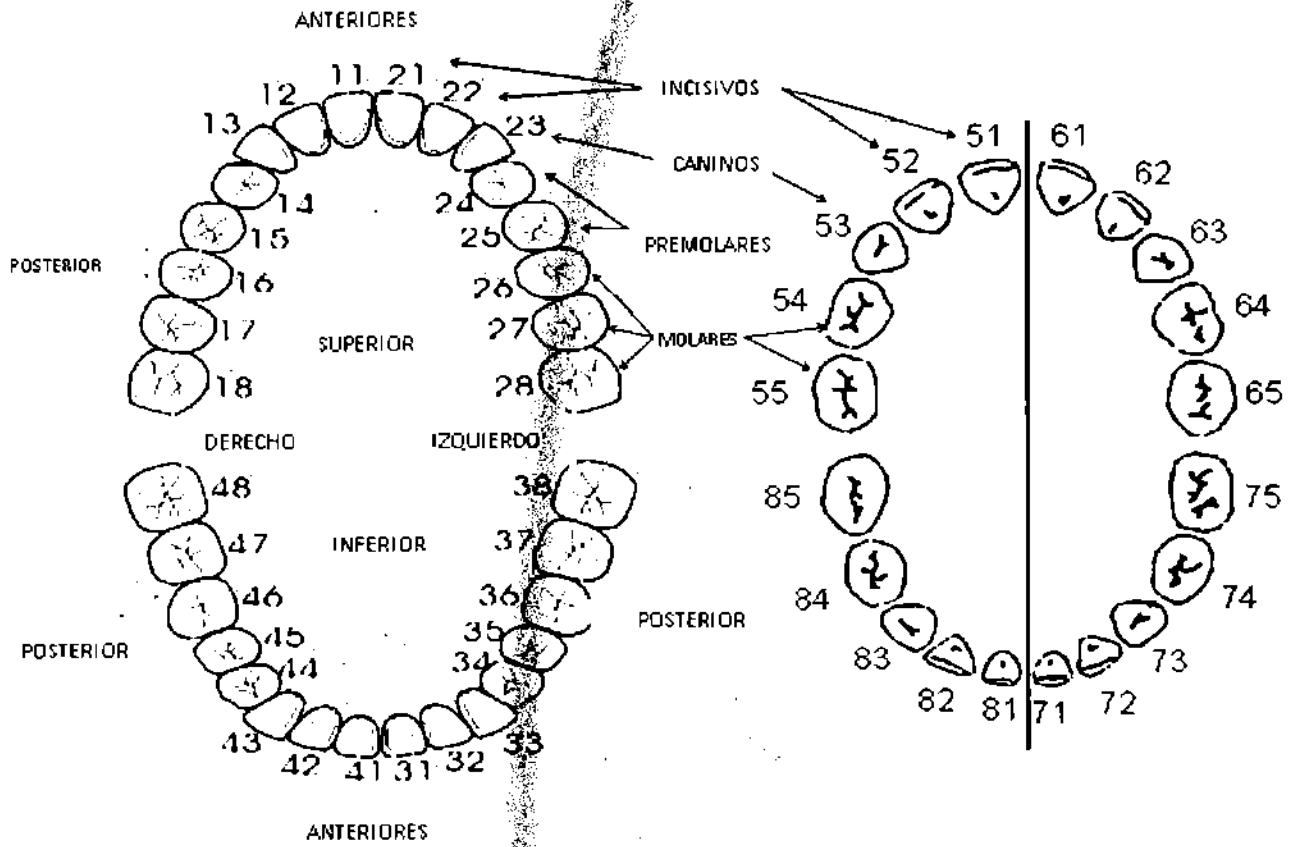 ANTERIORES
11 21
12 22
13 23
14 24
15 25
16 26
17 27
18 28
POSTERIOR
SUPERIOR
DERECHO IZQUIERDO
48 38
47 37
46 36
45 35
44 34
43 33
42 32
41 31
INFERIOR
POSTERIOR
POSTERIOR
ANTERIORES
INCISIVOS
CANINOS
PREMOLARES
MOLARES
51 61
52 62
53 63
54 64
55 65
85 75
84 74
83 73
82 72
81 71